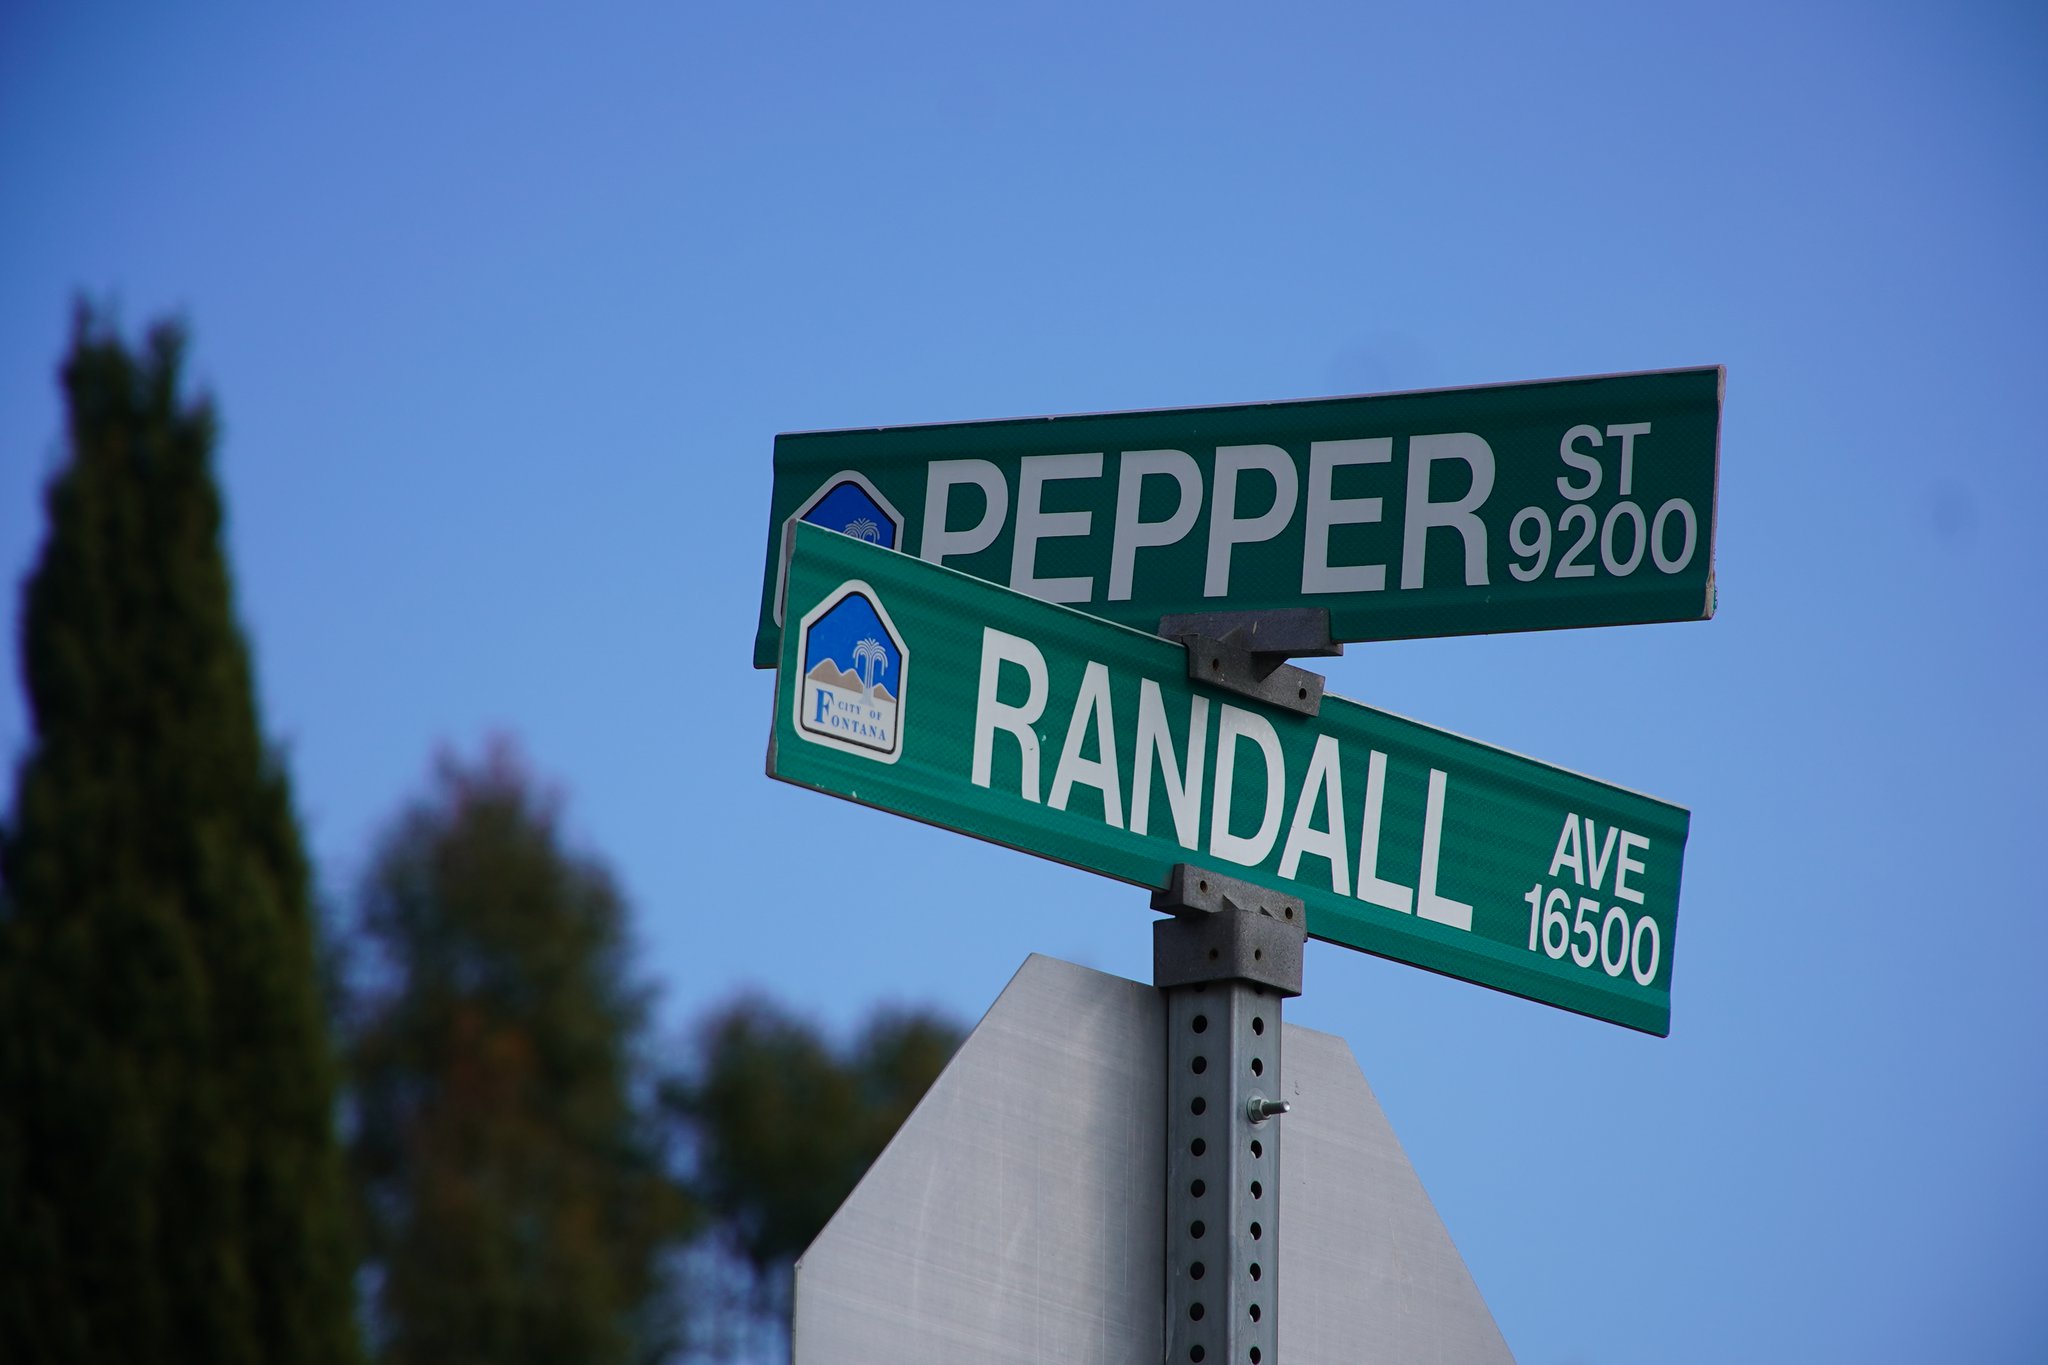 PEPPER ST
9200
RANDALL AVE
16500
CITY OF
FONTANA